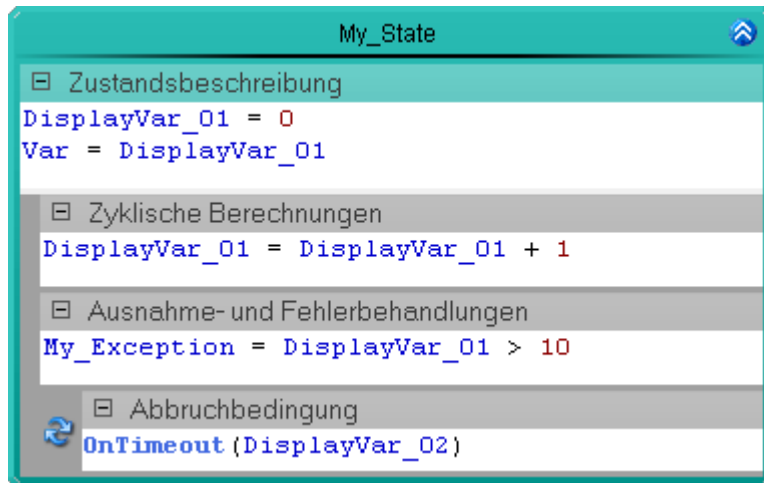 My_State
Zustandsbeschreibung
DisplayVar_01 = 0
Var = DisplayVar_01
Zyklische Berechnungen
DisplayVar_01 = DisplayVar_01 + 1
Ausnahme- und Fehlerbehandlungen
My_Exception = DisplayVar_01 > 10
Abbruchbedingung
OnTimeout(DisplayVar_02)